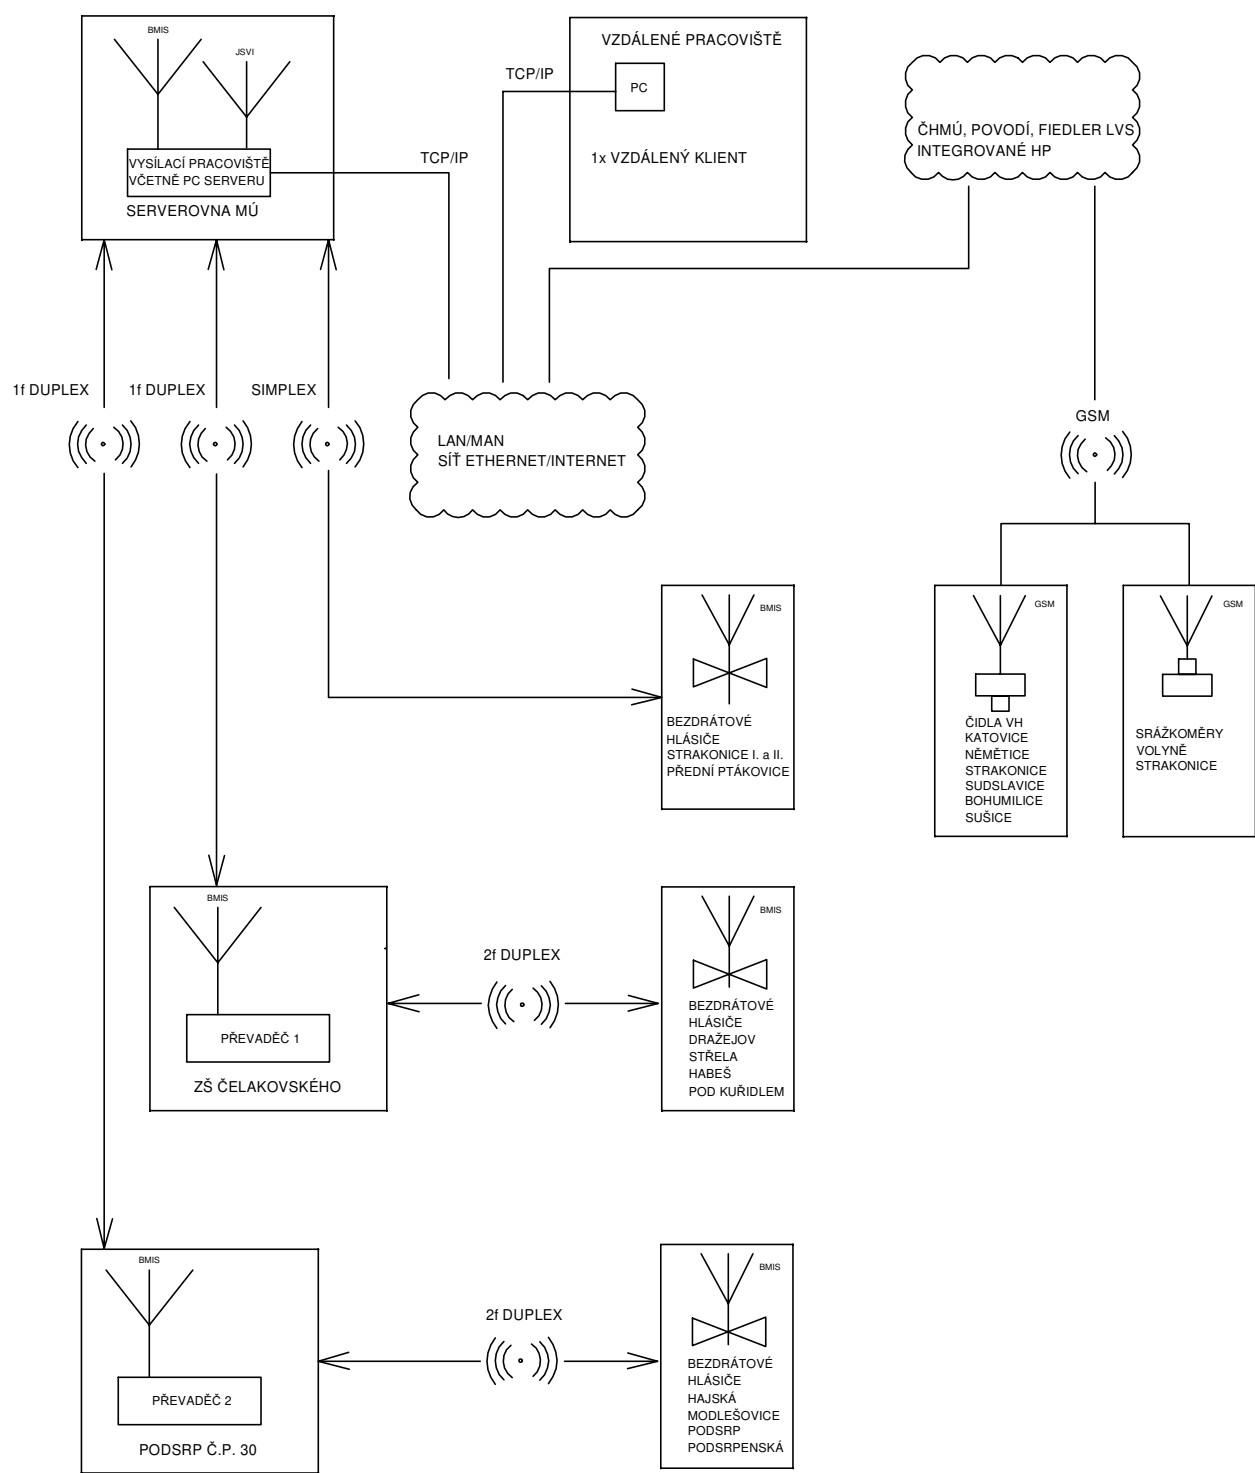 BMIS
JSVI
VYSÍLACÍ PRACOVIŠTĚ
VČETNĚ PC SERVERU
SERVEROVNA MÚ
TCP/IP
VZDÁLENÉ PRACOVIŠTĚ
TCP/IP
PC
1x VZDÁLENÝ KLIENT
ČHMÚ, POVODÍ, FIEDLER LVS
INTEGROVANÉ HP
1f DUPLEX
1f DUPLEX
SIMPLEX
LAN/MAN
SÍŤ ETHERNET/INTERNET
GSM
BMIS
BEZDRÁTOVÉ
HLÁSIČE
STRAKONICE I. a II.
PŘEDNÍ PTÁKOVICE
GSM
ČIDLA VH
KATOVICE
NĚMĚTICE
STRAKONICE
SUDSLAVICE
BOHUMILICE
SUŠICE
GSM
SRÁŽKOMĚRY
VOLYNĚ
STRAKONICE
BMIS
PŘEVADĚČ 1
ZŠ ČELAKOVSKÉHO
2f DUPLEX
BMIS
BEZDRÁTOVÉ
HLÁSIČE
DRAŽEJOV
STŘELA
HABEŠ
POD KUŘIDLEM
BMIS
PŘEVADĚČ 2
PODSRP Č.P. 30
2f DUPLEX
BMIS
BEZDRÁTOVÉ
HLÁSIČE
HAJSKÁ
MODLEŠOVICE
PODSRP
PODSRPENSKÁ